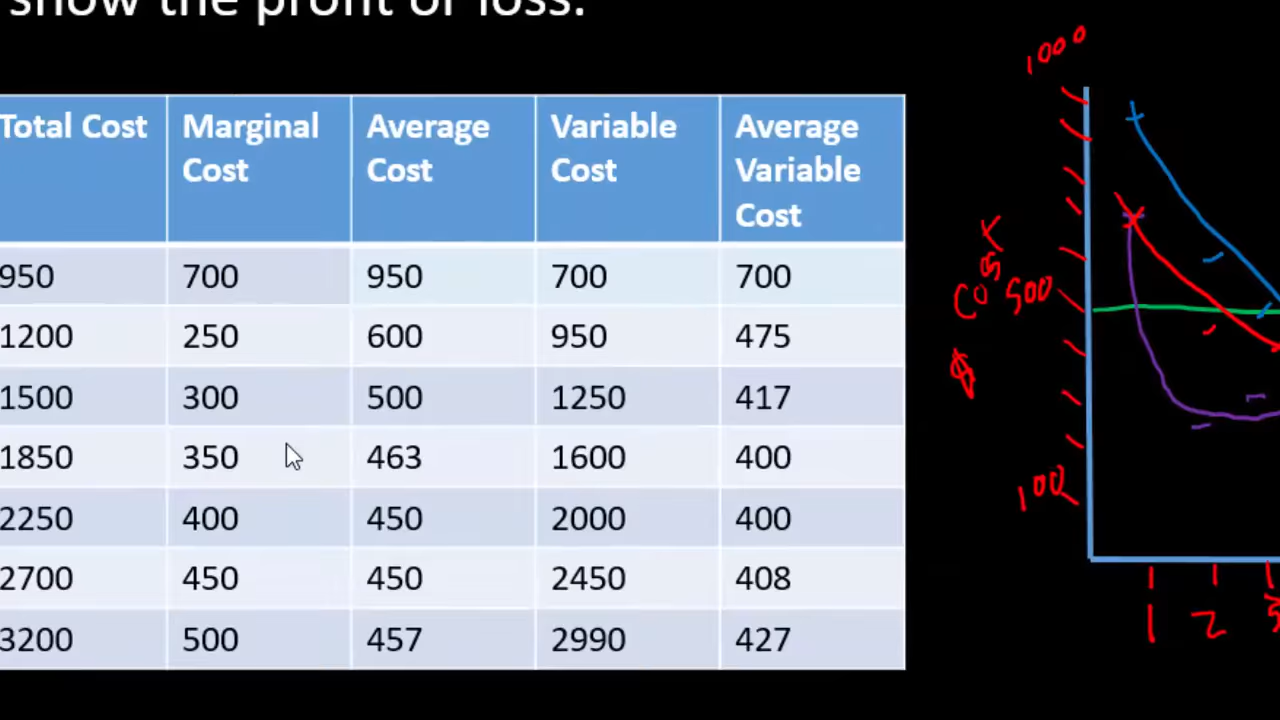 show the profit or loss.
Total Cost Marginal Cost Average Cost Variable Cost Average Variable Cost
950 700 950 700 700
1200 250 600 950 475
1500 300 500 1250 417
1850 350 463 1600 400
2250 400 450 2000 400
2700 450 450 2450 408
3200 500 457 2990 427
1000
Cost 500
$
100
1 2